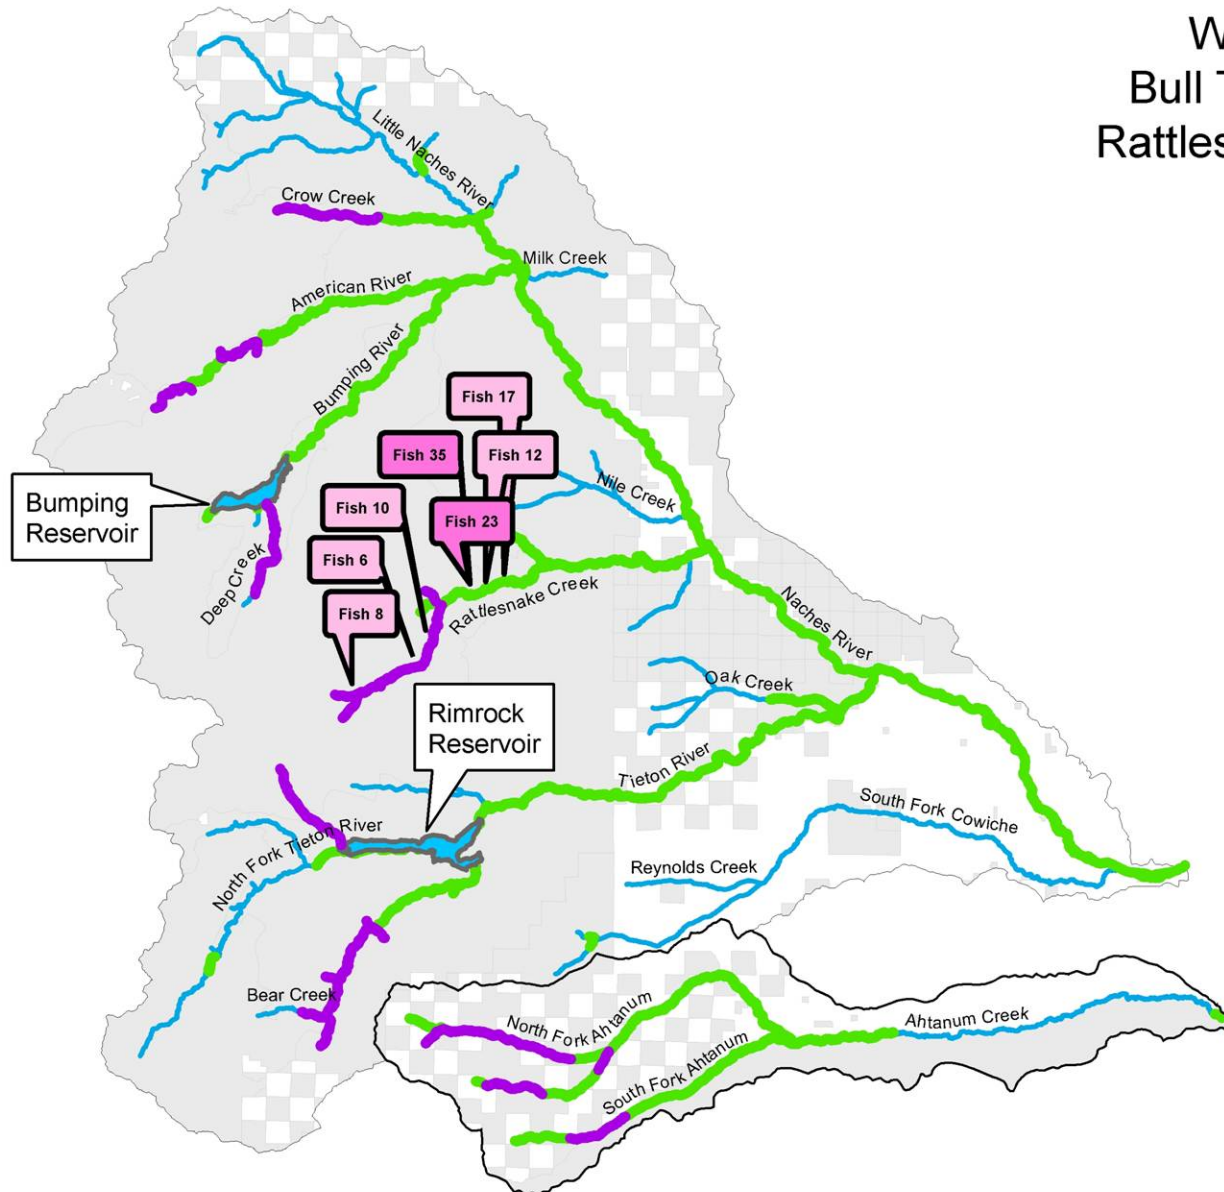 W
Bull T
Rattles
Little Naches River
Crow Creek
Milk Creek
American River
Bumping River
Fish 17
Fish 35
Fish 12
Nile Creek
Bumping
Reservoir
Fish 10
Fish 23
Fish 6
Deep Creek
Rattlesnake Creek
Fish 8
Naches River
Oak Creek
Rimrock
Reservoir
Tieton River
South Fork Cowiche
North Fork Tieton River
Reynolds Creek
Bear Creek
North Fork Ahtanum
Ahtanum Creek
South Fork Ahtanum